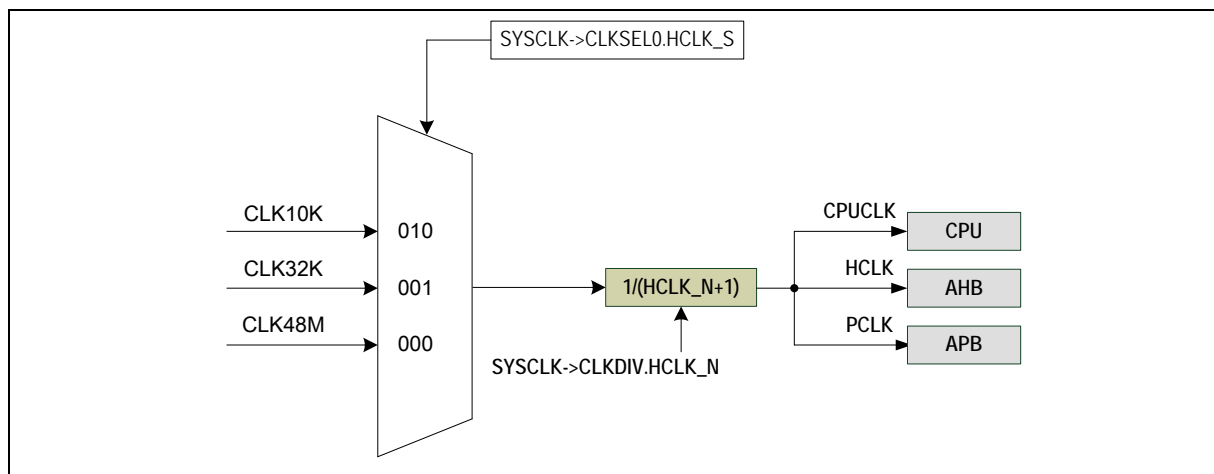 SYSCLK->CLKSEL0.HCLK_S
CLK10K
010
CLK32K
001
CLK48M
000
1/(HCLK_N+1)
SYSCLK->CLKDIV.HCLK_N
CPUCLK
CPU
HCLK
AHB
PCLK
APB